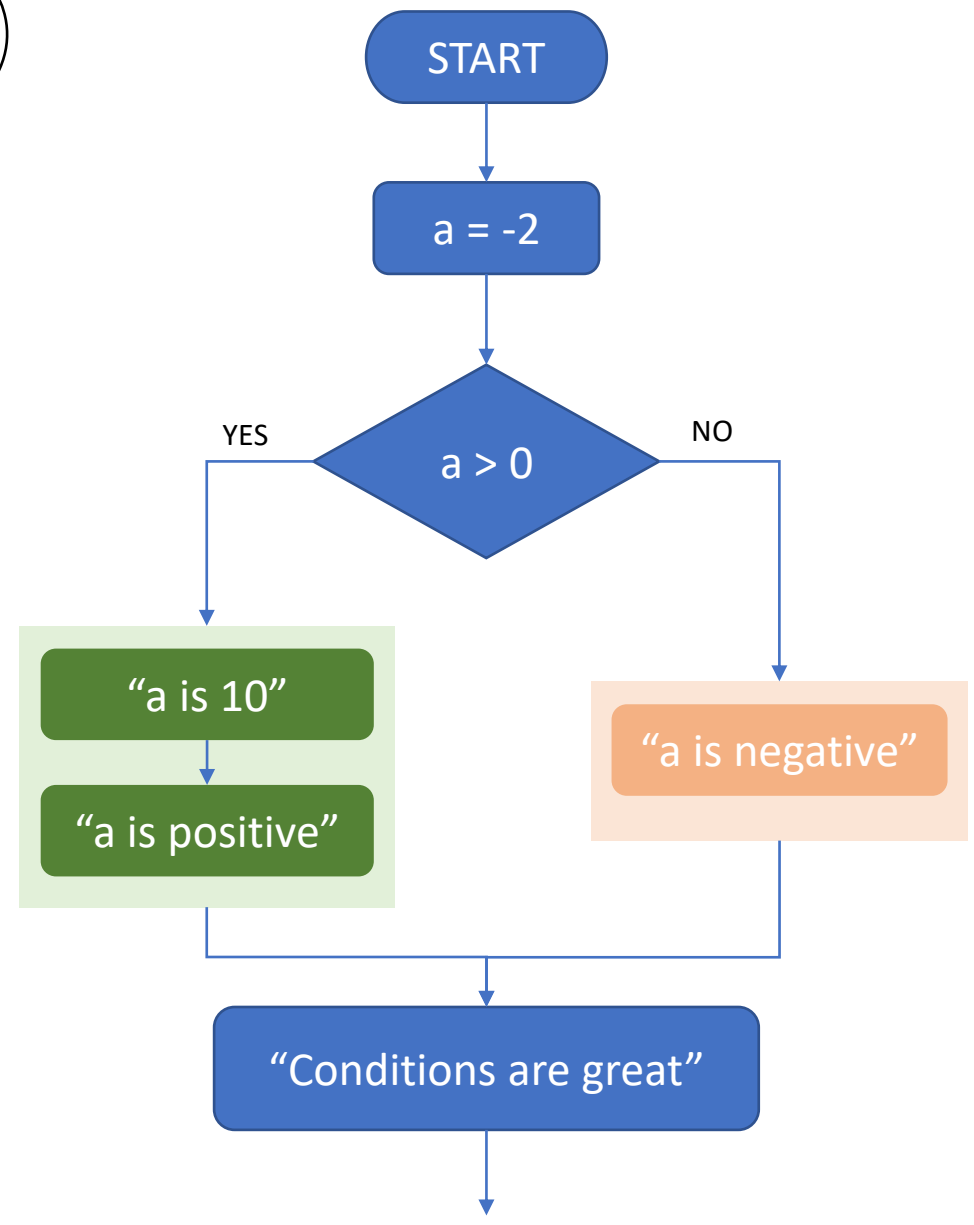 START
a = -2
a > 0
YES
NO
“a is 10”
“a is positive”
“a is negative”
“Conditions are great”